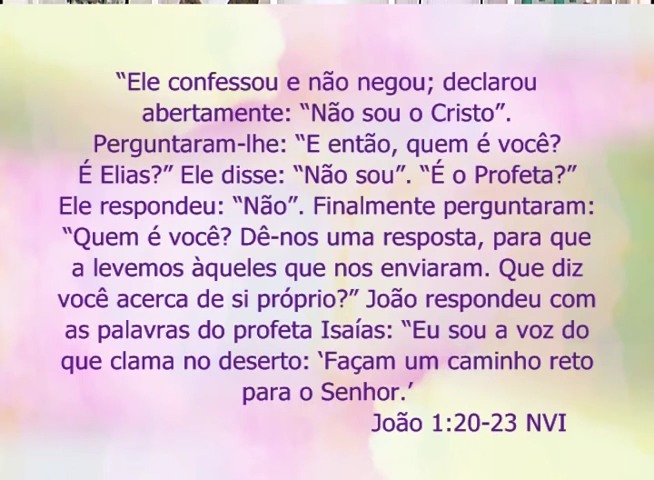 “Ele confessou e não negou; declarou
abertamente: “Não sou o Cristo”.
Perguntaram-lhe: “E então, quem é você?
É Elias?” Ele disse: “Não sou”. “É o Profeta?”
Ele respondeu: “Não”. Finalmente perguntaram:
“Quem é você? Dê-nos uma resposta, para que
a levemos àqueles que nos enviaram. Que diz
você acerca de si próprio?” João respondeu com
as palavras do profeta Isaías: “Eu sou a voz do
que clama no deserto: ‘Façam um caminho reto
para o Senhor.’
João 1:20-23 NVI